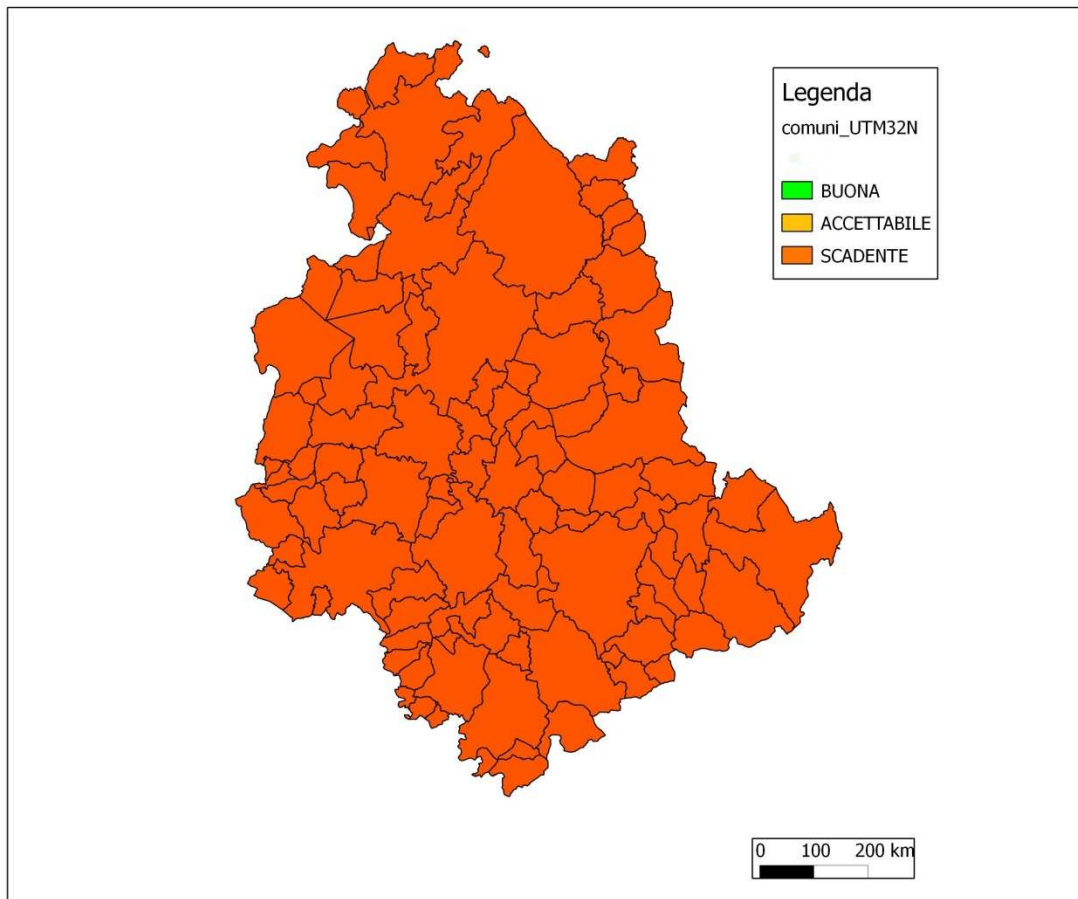 Legenda
comuni_UTM32N
BUONA
ACCETTABILE
SCADENTE
0 100 200 km